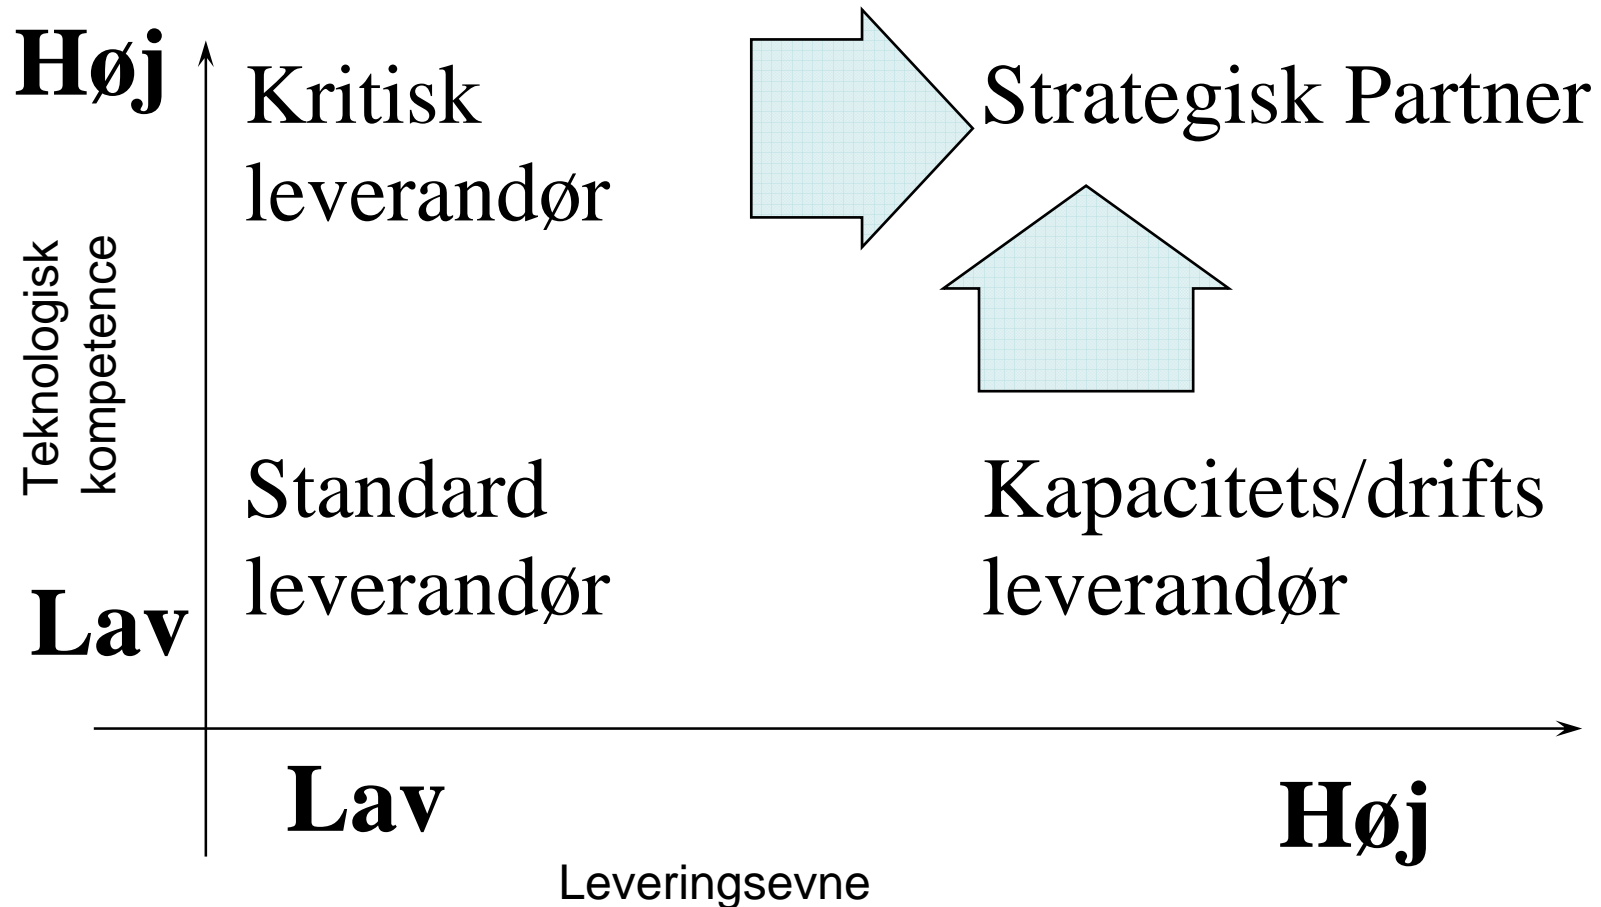 Høj
Kritisk
leverandør
Strategisk Partner
Teknologisk
kompetence
Standard
leverandør
Kapacitets/drifts
leverandør
Lav
Lav
Høj
Leveringsevne